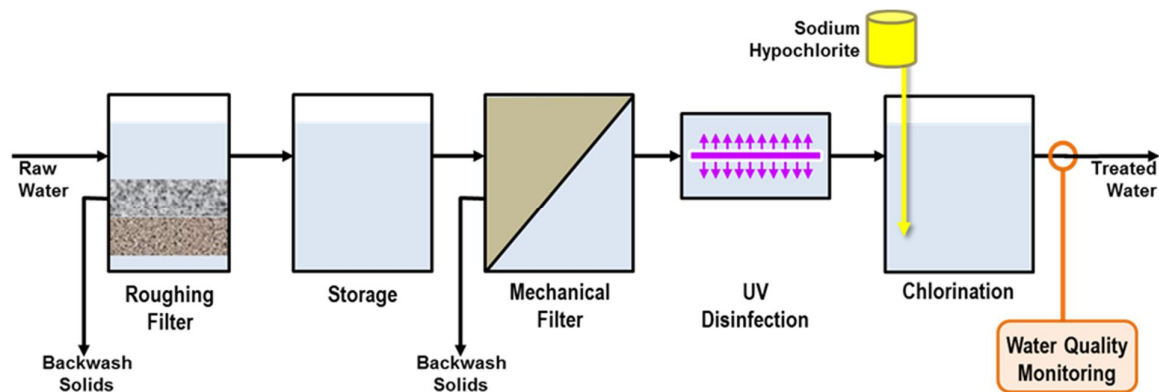 Sodium
Hypochlorite
Raw
Water
Treated
Water
Roughing
Filter
Storage
Mechanical
Filter
UV
Disinfection
Chlorination
Backwash
Solids
Backwash
Solids
Water Quality
Monitoring